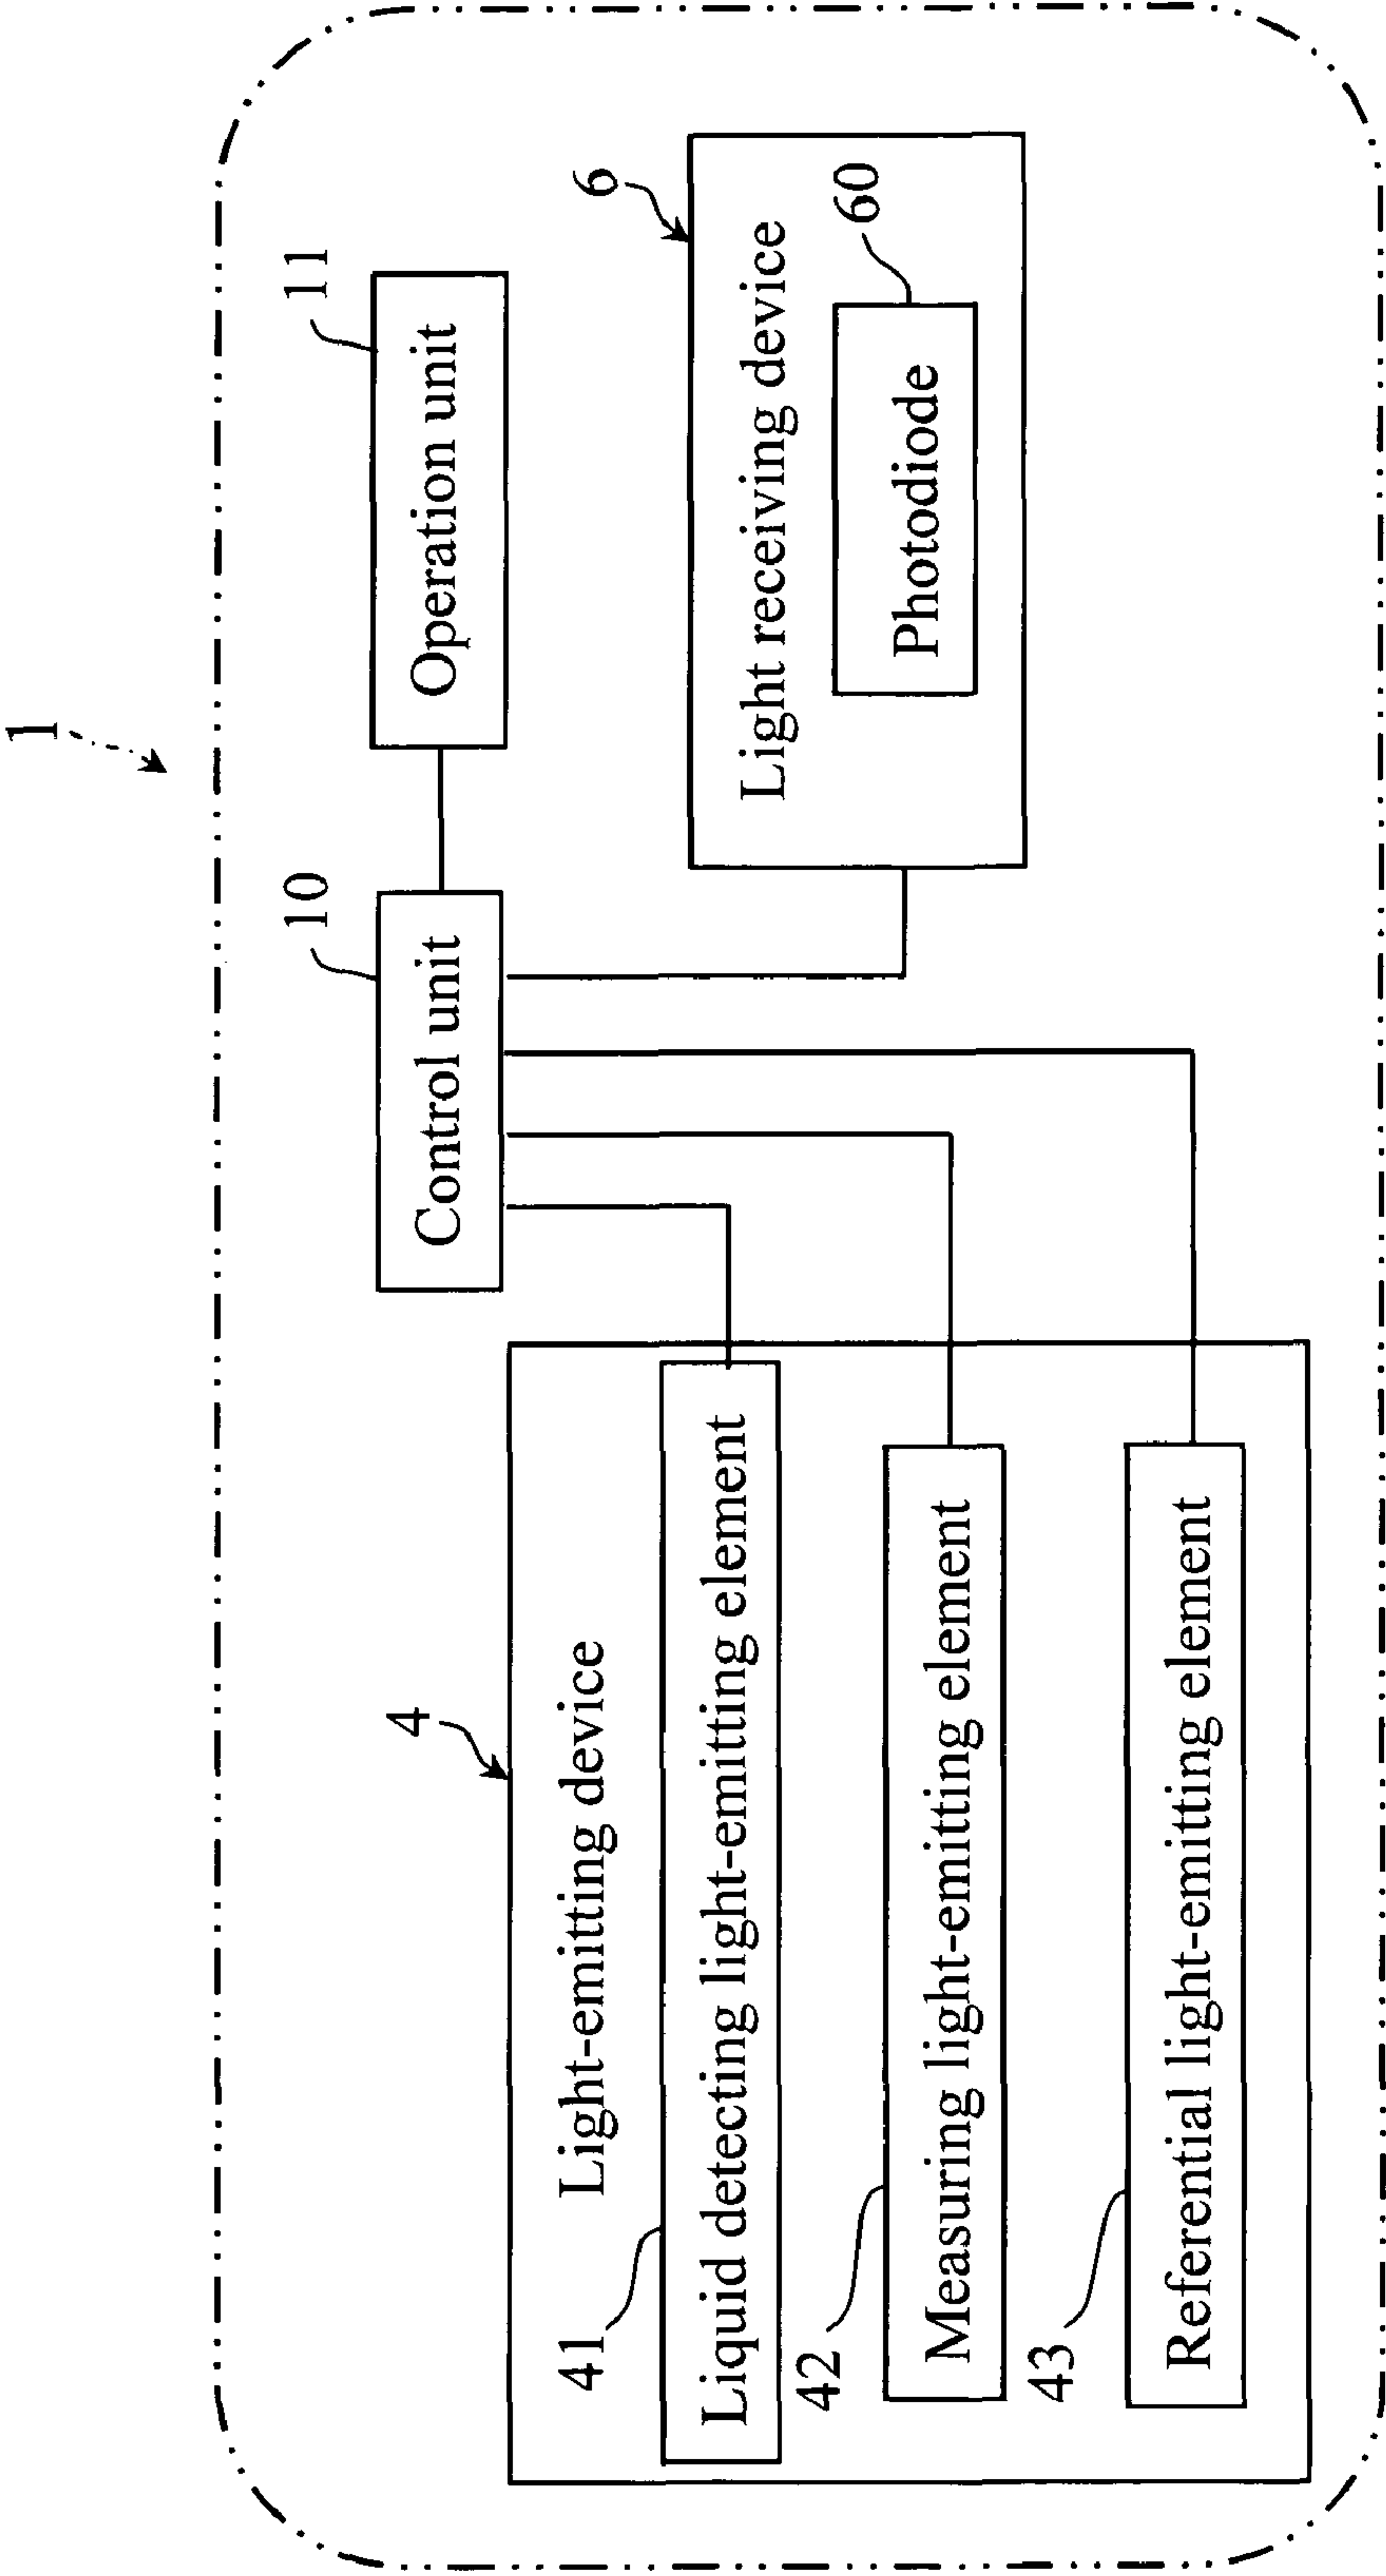 1
10
11
Control unit
Operation unit
4
6
Light-emitting device
Light receiving device
41
Liquid detecting light-emitting element
60
Photodiode
42
Measuring light-emitting element
43
Referential light-emitting element